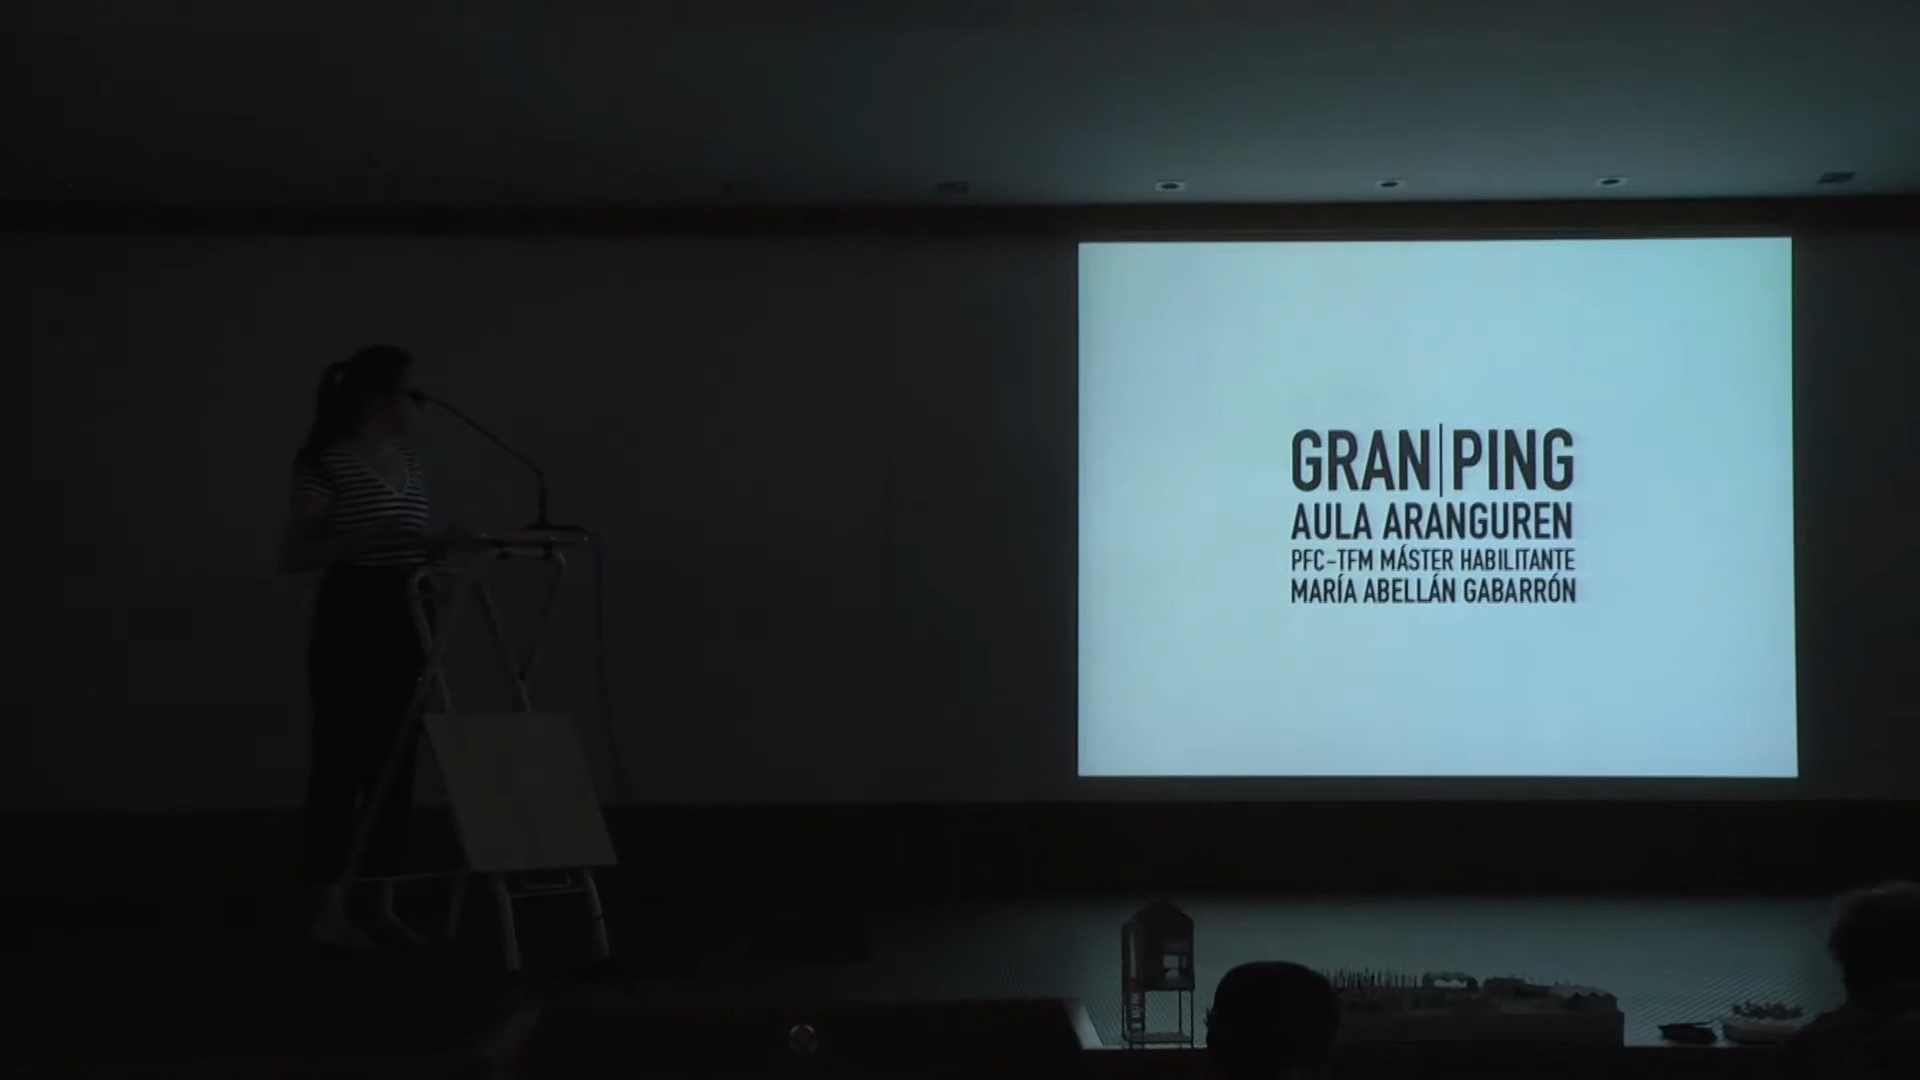 GRAN|PING
AULA ARANGUREN
PFC-TFM MÁSTER HABILITANTE
MARÍA ABELLÁN GABARRÓN